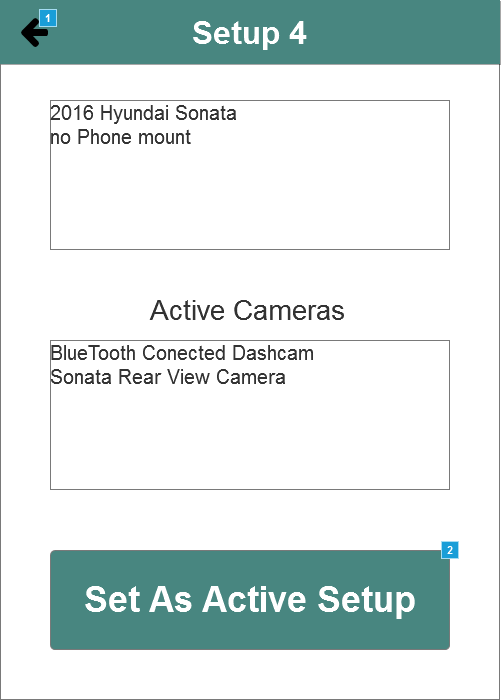 1
Setup 4
2016 Hyundai Sonata
no Phone mount
Active Cameras
BlueTooth Conected Dashcam
Sonata Rear View Camera
2
Set As Active Setup